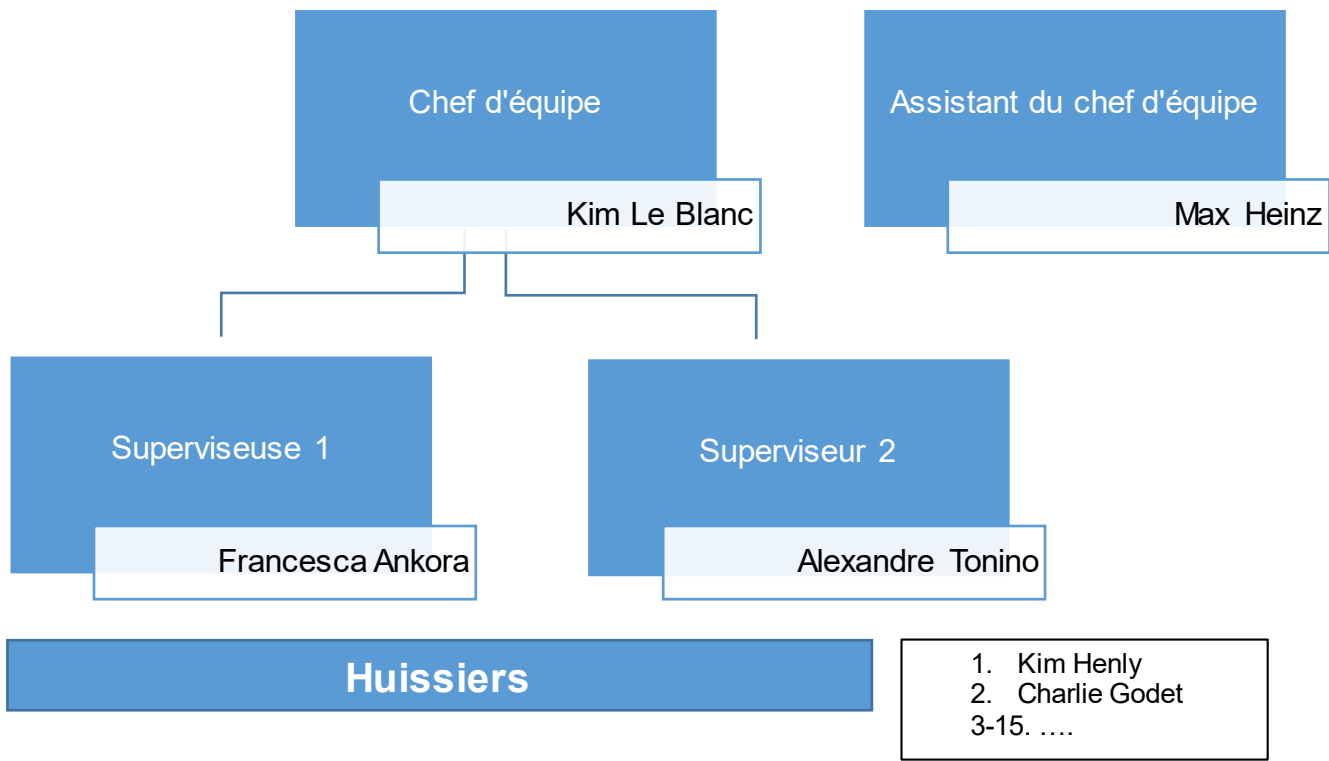 Chef d'équipe
Kim Le Blanc
Assistant du chef d'équipe
Max Heinz
Superviseuse 1
Francesca Ankora
Superviseur 2
Alexandre Tonino
Huissiers
1. Kim Henly
2. Charlie Godet
3-15. ....